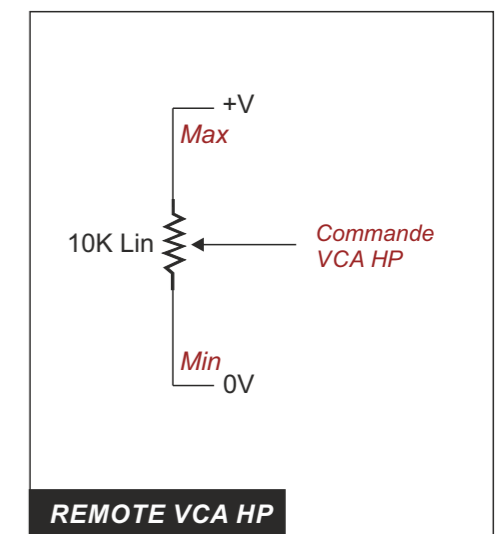 +V
Max
10K Lin
Commande
VCA HP
Min
0V
REMOTE VCA HP